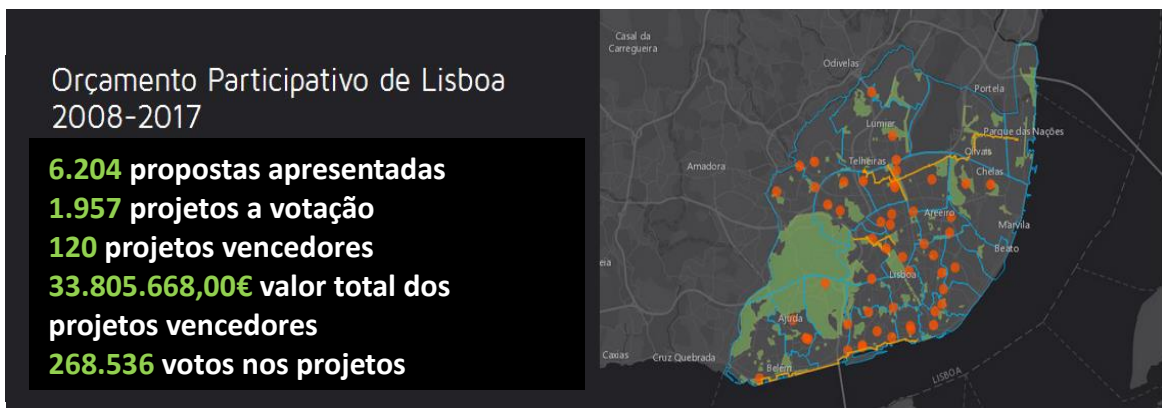 Orçamento Participativo de Lisboa
2008-2017
6.204 propostas apresentadas
1.957 projetos a votação
120 projetos vencedores
33.805.668,00€ valor total dos
projetos vencedores
268.536 votos nos projetos
Casal da
Carregueira
Odivelas
Portela
Lumiar
Parque das Nações
Olivais
Telheiras
Amadora
Chelas
Areeiro
Marvila
Beato
eia
Lisboa
Ajuda
Caxias
Cruz Quebrada
Belém
LISBOA